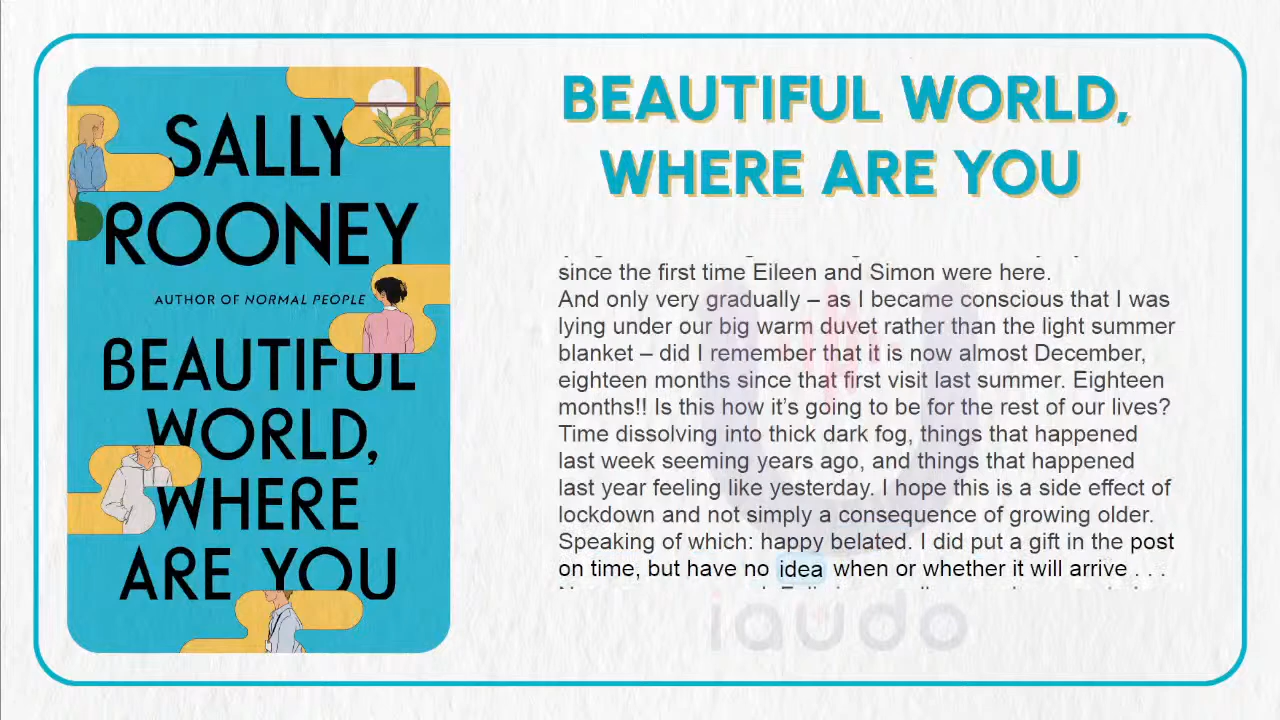 SALLY
ROONEY
AUTHOR OF NORMAL PEOPLE
BEAUTIFUL
WORLD,
WHERE
ARE YOU
BEAUTIFUL WORLD,
WHERE ARE YOU
since the first time Eileen and Simon were here.
And only very gradually – as I became conscious that I was
lying under our big warm duvet rather than the light summer
blanket – did I remember that it is now almost December,
eighteen months since that first visit last summer. Eighteen
months!! Is this how it’s going to be for the rest of our lives?
Time dissolving into thick dark fog, things that happened
last week seeming years ago, and things that happened
last year feeling like yesterday. I hope this is a side effect of
lockdown and not simply a consequence of growing older.
Speaking of which: happy belated. I did put a gift in the post
on time, but have no idea when or whether it will arrive . . .
iaudo